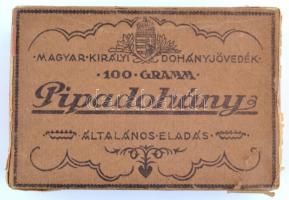 ·MAGYAR·KIRÁLYI DOHÁNYJÖVEDÉK·
·100·GRAMM·
Pipadohány
·ÁLTALÁNOS·ELADÁS·